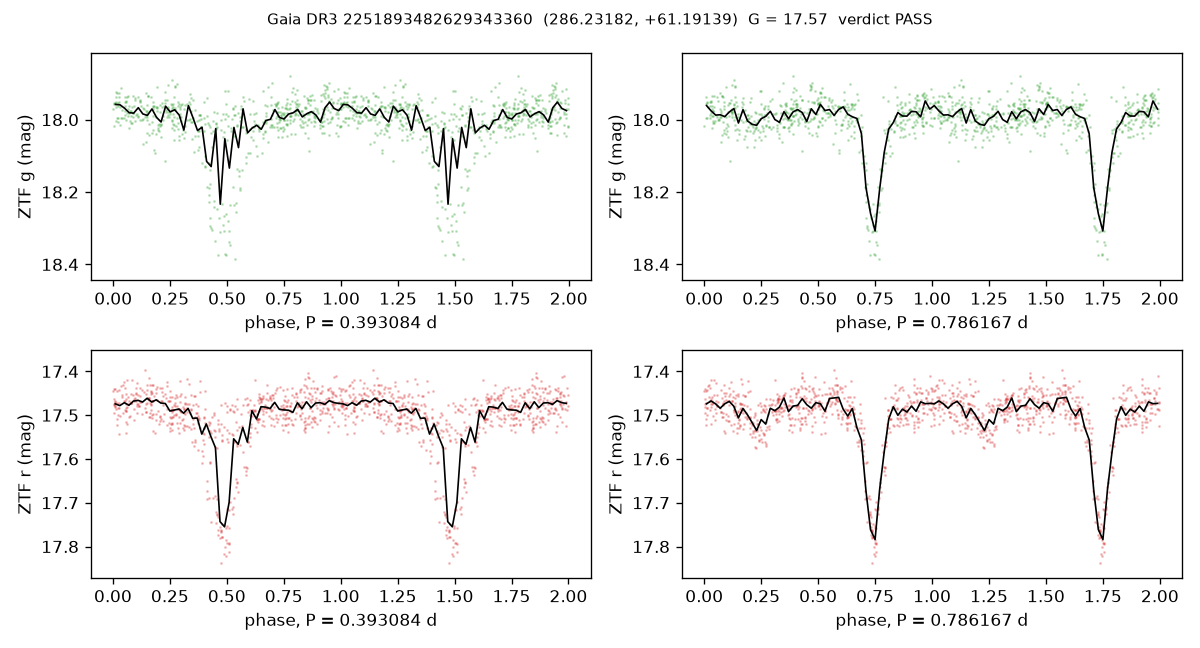 Gaia DR3 2251893482629343360  (286.23182, +61.19139)  G = 17.57  verdict PASS
ZTF g (mag)
18.0
18.2
18.4
0.00 0.25 0.50 0.75 1.00 1.25 1.50 1.75 2.00
phase, P = 0.393084 d
ZTF g (mag)
18.0
18.2
18.4
0.00 0.25 0.50 0.75 1.00 1.25 1.50 1.75 2.00
phase, P = 0.786167 d
ZTF r (mag)
17.4
17.5
17.6
17.7
17.8
0.00 0.25 0.50 0.75 1.00 1.25 1.50 1.75 2.00
phase, P = 0.393084 d
ZTF r (mag)
17.4
17.5
17.6
17.7
17.8
0.00 0.25 0.50 0.75 1.00 1.25 1.50 1.75 2.00
phase, P = 0.786167 d